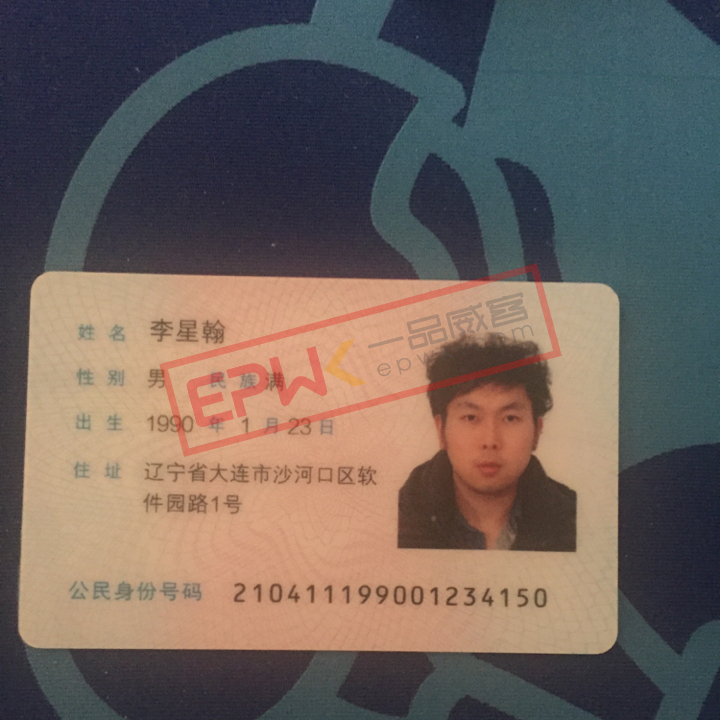 姓名 李星翰
性别 男 民族 满
出生 1990 年 1 月 23 日
住址 辽宁省大连市沙河口区软
件园路1号
公民身份号码 210411199001234150
EPWK 一品威客
epwk.com